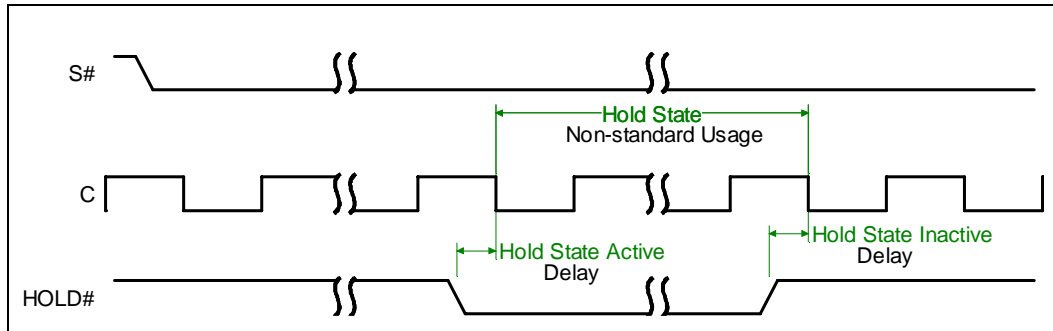 S#
Hold State
Non-standard Usage
C
Hold State Active
Delay
Hold State Inactive
Delay
HOLD#